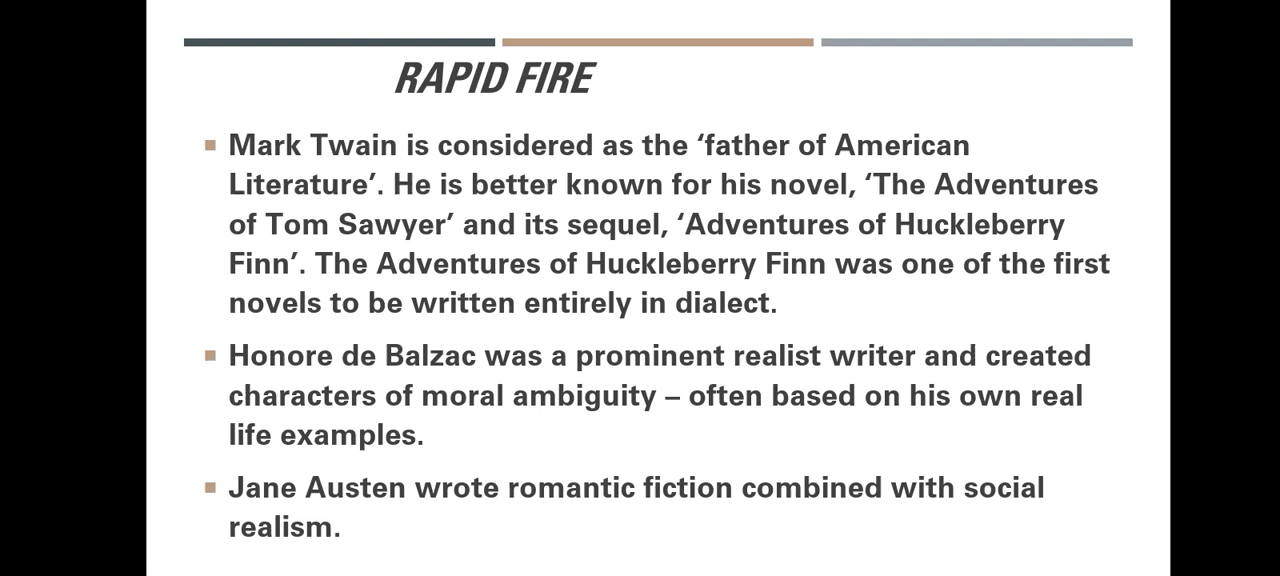 RAPID FIRE
Mark Twain is considered as the ‘father of American
Literature’. He is better known for his novel, ‘The Adventures
of Tom Sawyer’ and its sequel, ‘Adventures of Huckleberry
Finn’. The Adventures of Huckleberry Finn was one of the first
novels to be written entirely in dialect.
Honore de Balzac was a prominent realist writer and created
characters of moral ambiguity – often based on his own real
life examples.
Jane Austen wrote romantic fiction combined with social
realism.